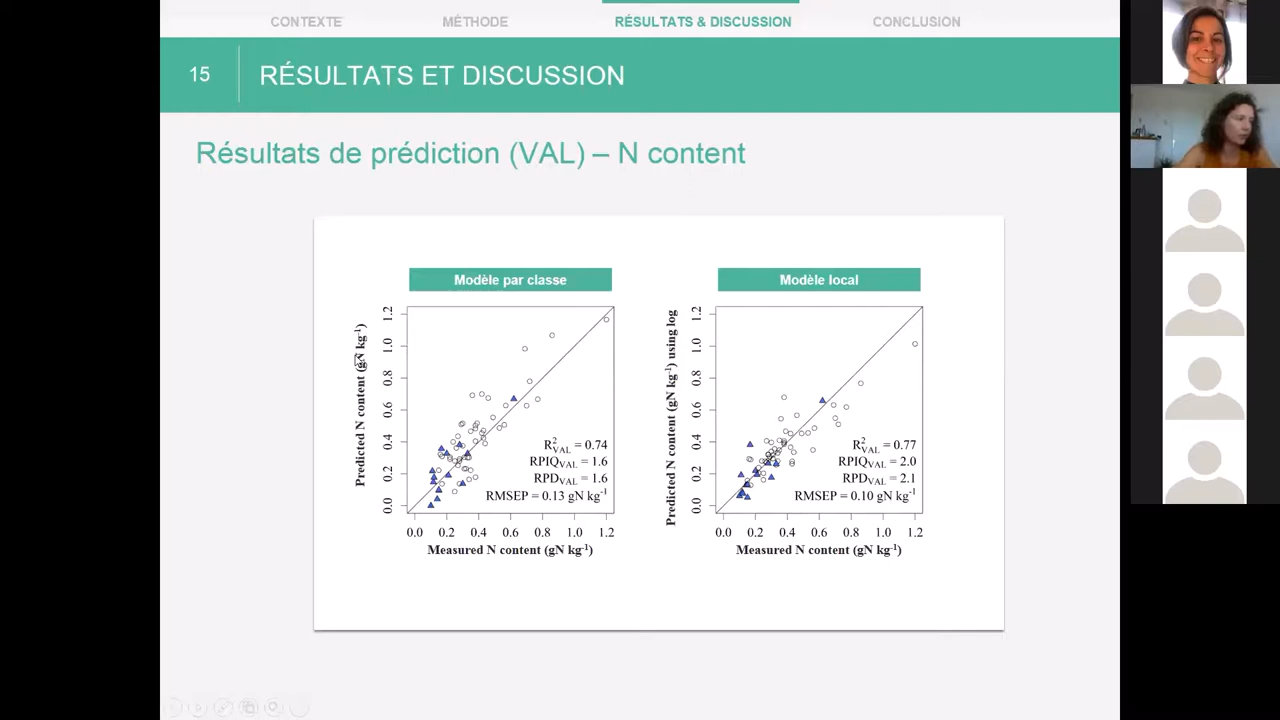 CONTEXTE
MÉTHODE
RÉSULTATS & DISCUSSION
CONCLUSION
15
RÉSULTATS ET DISCUSSION
Résultats de prédiction (VAL) – N content
Modèle par classe
Predicted N content (gN kg⁻¹)
1.2
1.0
0.8
0.6
0.4
0.2
0.0
R²VAL = 0.74
RPIQVAL = 1.6
RPDVAL = 1.6
RMSEP = 0.13 gN kg⁻¹
0.0 0.2 0.4 0.6 0.8 1.0 1.2
Measured N content (gN kg⁻¹)
Modèle local
Predicted N content (gN kg⁻¹) using log
1.2
1.0
0.8
0.6
0.4
0.2
0.0
R²VAL = 0.77
RPIQVAL = 2.0
RPDVAL = 2.1
RMSEP = 0.10 gN kg⁻¹
0.0 0.2 0.4 0.6 0.8 1.0 1.2
Measured N content (gN kg⁻¹)